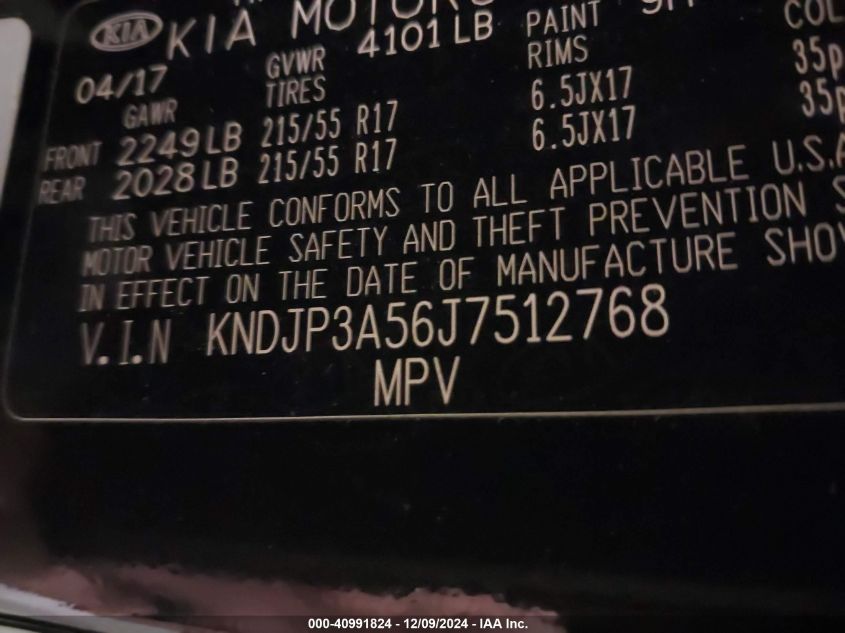 KIA KIA MOTORS
04/17 GVWR 4101 LB PAINT
GAWR TIRES RIMS COL
FRONT 2249 LB 215/55 R17 6.5JX17 35p
REAR 2028 LB 215/55 R17 6.5JX17 35p
THIS VEHICLE CONFORMS TO ALL APPLICABLE U.S.A
MOTOR VEHICLE SAFETY AND THEFT PREVENTION S
IN EFFECT ON THE DATE OF MANUFACTURE SHOW
V.I.N KNDJP3A56J7512768
MPV
000-40991824 - 12/09/2024 - IAA Inc.